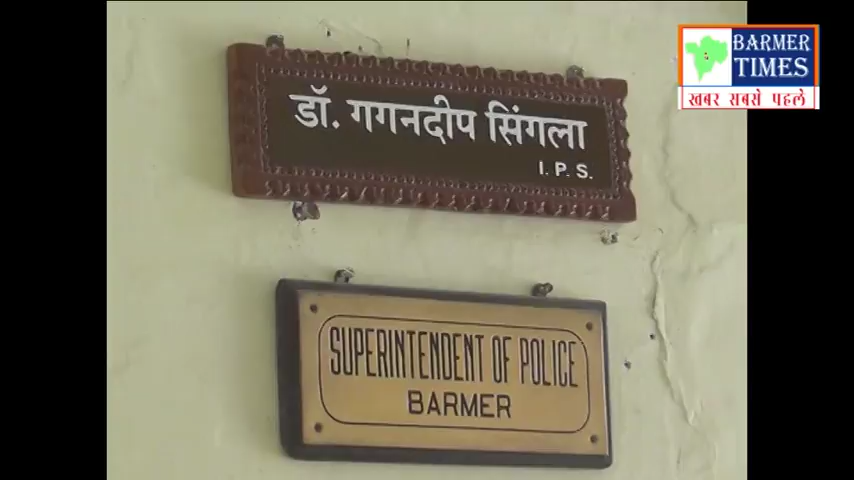 डॉ. गगनदीप सिंगला
I. P. S.
SUPERINTENDENT OF POLICE
BARMER
BARMER
TIMES
खबर सबसे पहले